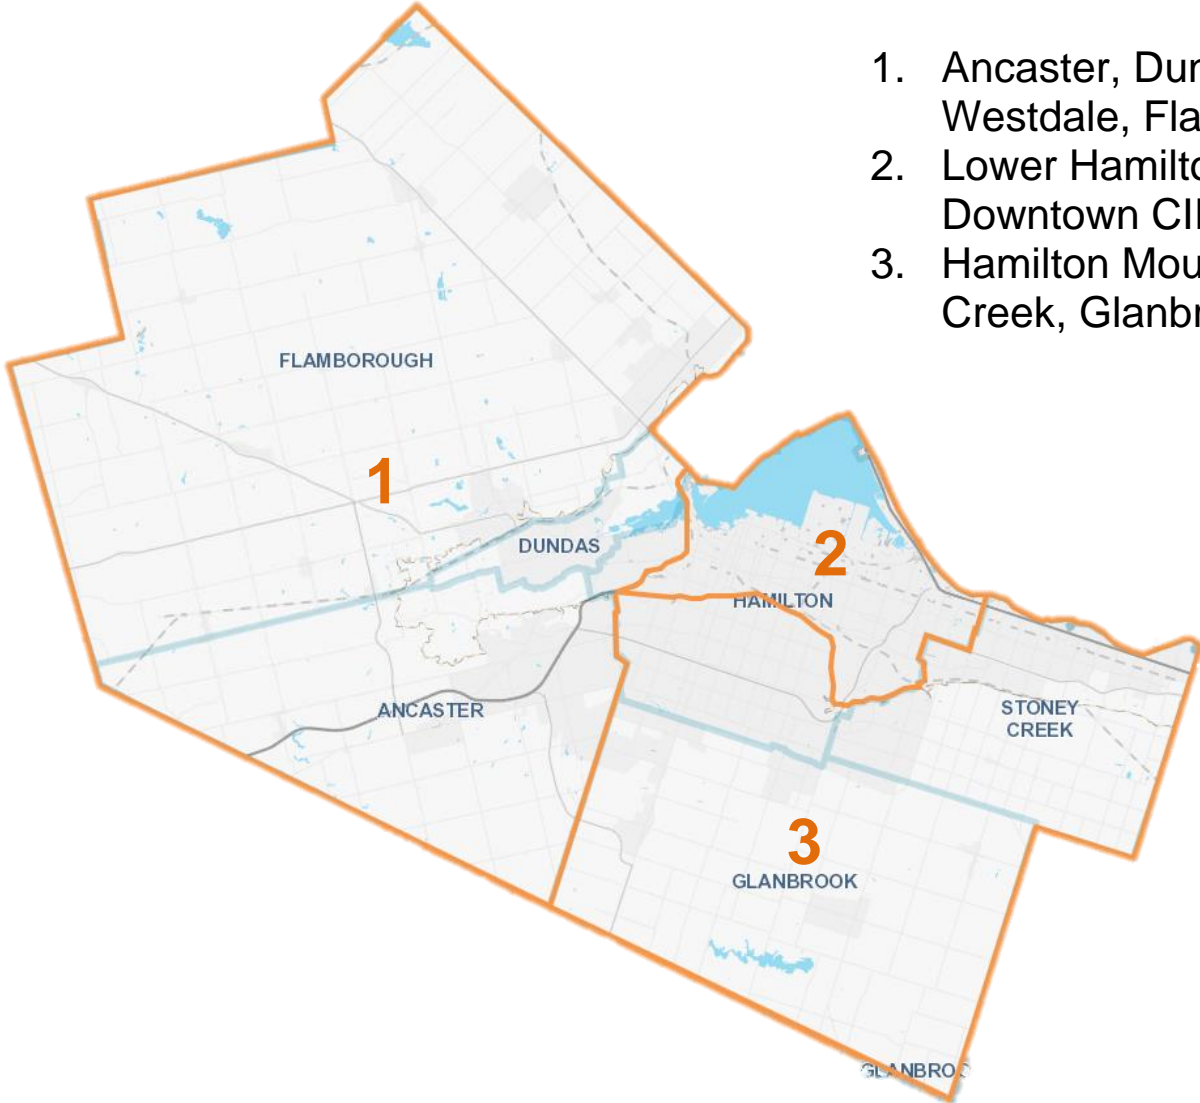 1. Ancaster, Dun
Westdale, Fla
2. Lower Hamilto
Downtown CI
3. Hamilton Mou
Creek, Glanbr
FLAMBOROUGH
1
DUNDAS
2
HAMILTON
ANCASTER
STONEY
CREEK
3
GLANBROOK
GLANBROO